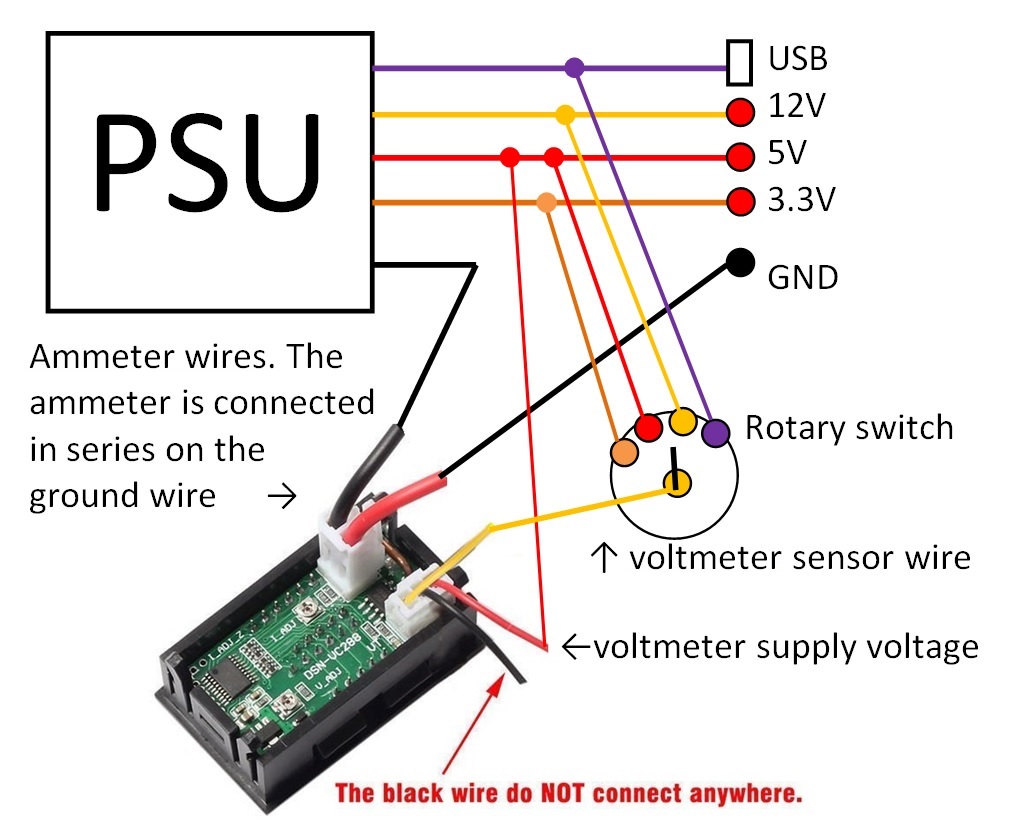 PSU
USB
12V
5V
3.3V
GND
Ammeter wires. The
ammeter is connected
in series on the
ground wire →
Rotary switch
↑ voltmeter sensor wire
←voltmeter supply voltage
I_ADJ_Z
I_ADJ
DSN-VC288
V_ADJ
The black wire do NOT connect anywhere.